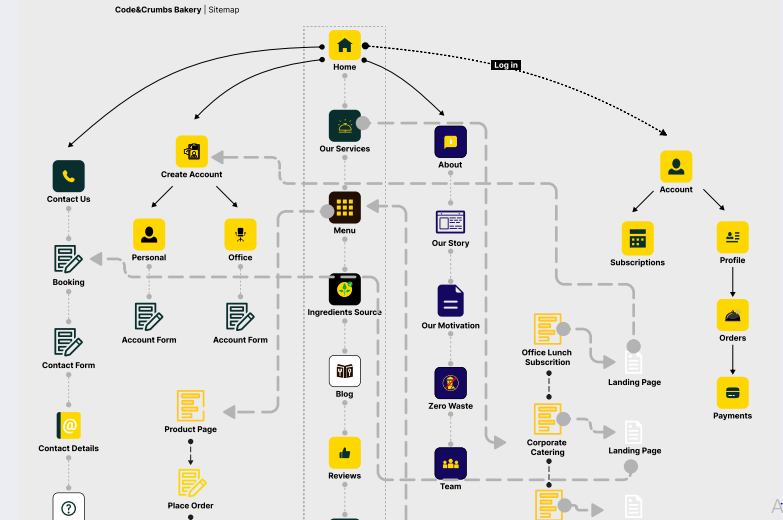 Code&Crumbs Bakery | Sitemap
Home
Log in
Our Services
Create Account
About
Account
Contact Us
Menu
Our Story
Personal
Office
Subscriptions
Profile
Booking
Ingredients Source
Our Motivation
Account Form
Account Form
Orders
Contact Form
Office Lunch
Subscrition
Landing Page
Blog
Zero Waste
Payments
Product Page
Contact Details
Corporate
Catering
Landing Page
Reviews
Team
Place Order